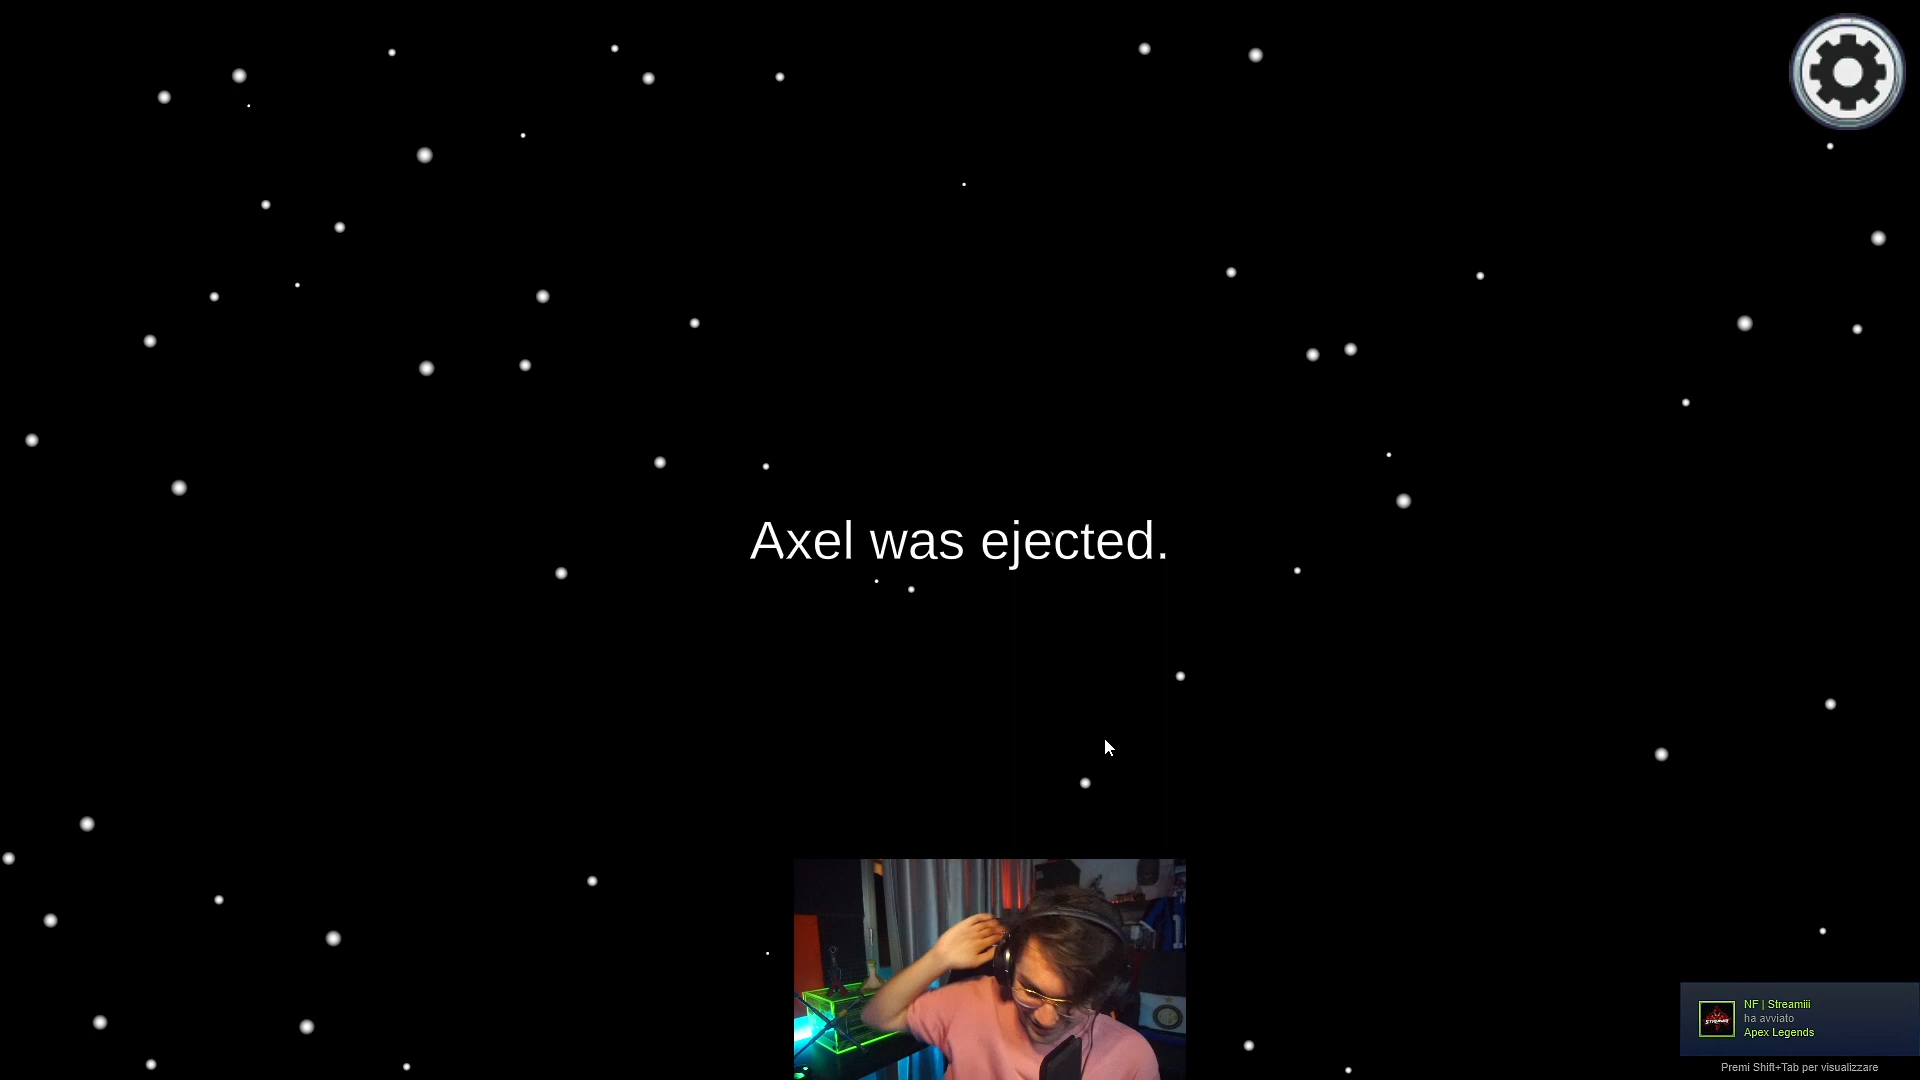 Axel was ejected.
NF | Streamiii
ha avviato
Apex Legends
Premi Shift+Tab per visualizzare